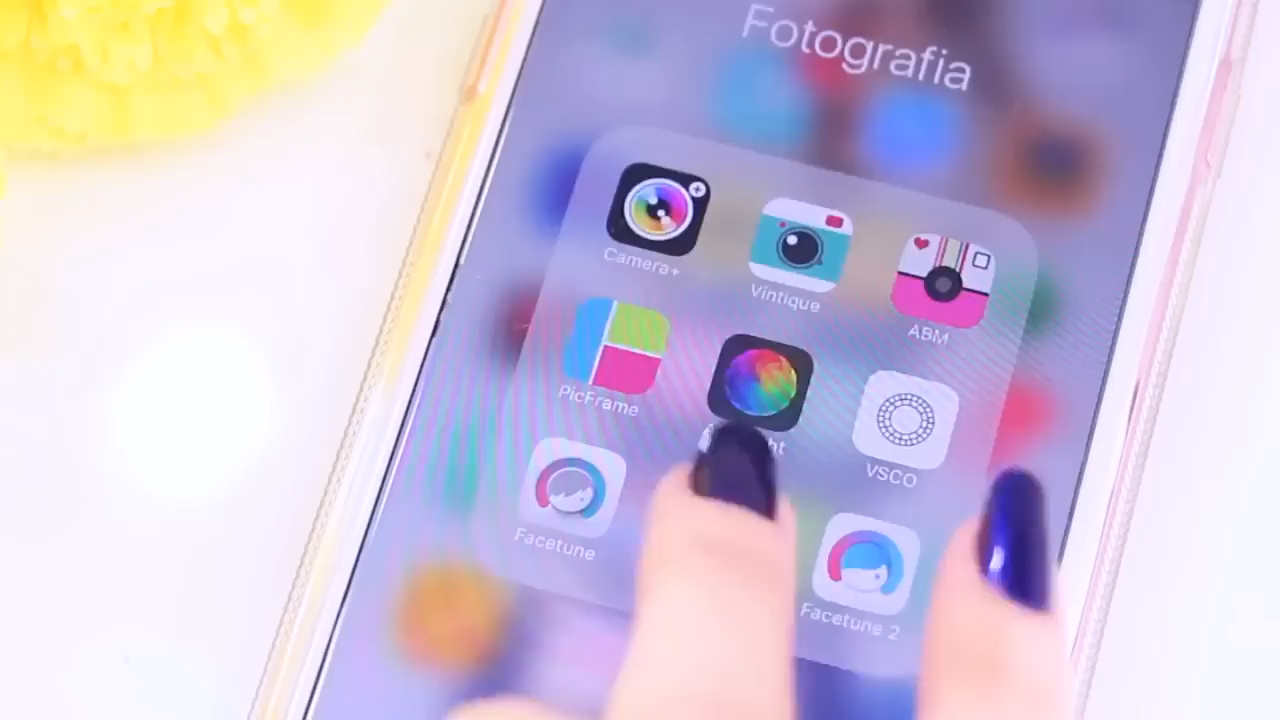 Fotografia
Camera+
Vintique
ABM
PicFrame
VSCO
Facetune
Facetune 2